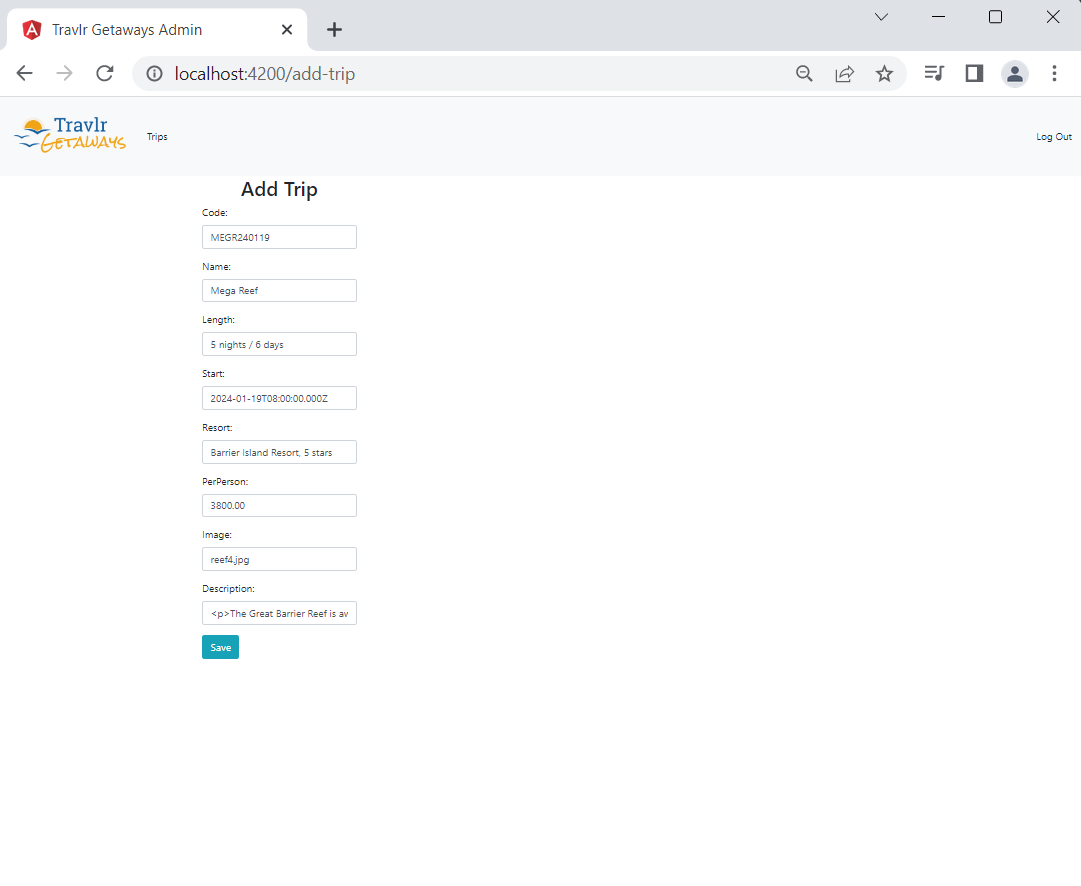 Travlr Getaways Admin
localhost:4200/add-trip
Travlr
GETAWAYS
Trips
Log Out
Add Trip
Code:
MEGR240119
Name:
Mega Reef
Length:
5 nights / 6 days
Start:
2024-01-19T08:00:00.000Z
Resort:
Barrier Island Resort, 5 stars
PerPerson:
3800.00
Image:
reef4.jpg
Description:
<p>The Great Barrier Reef is av
Save